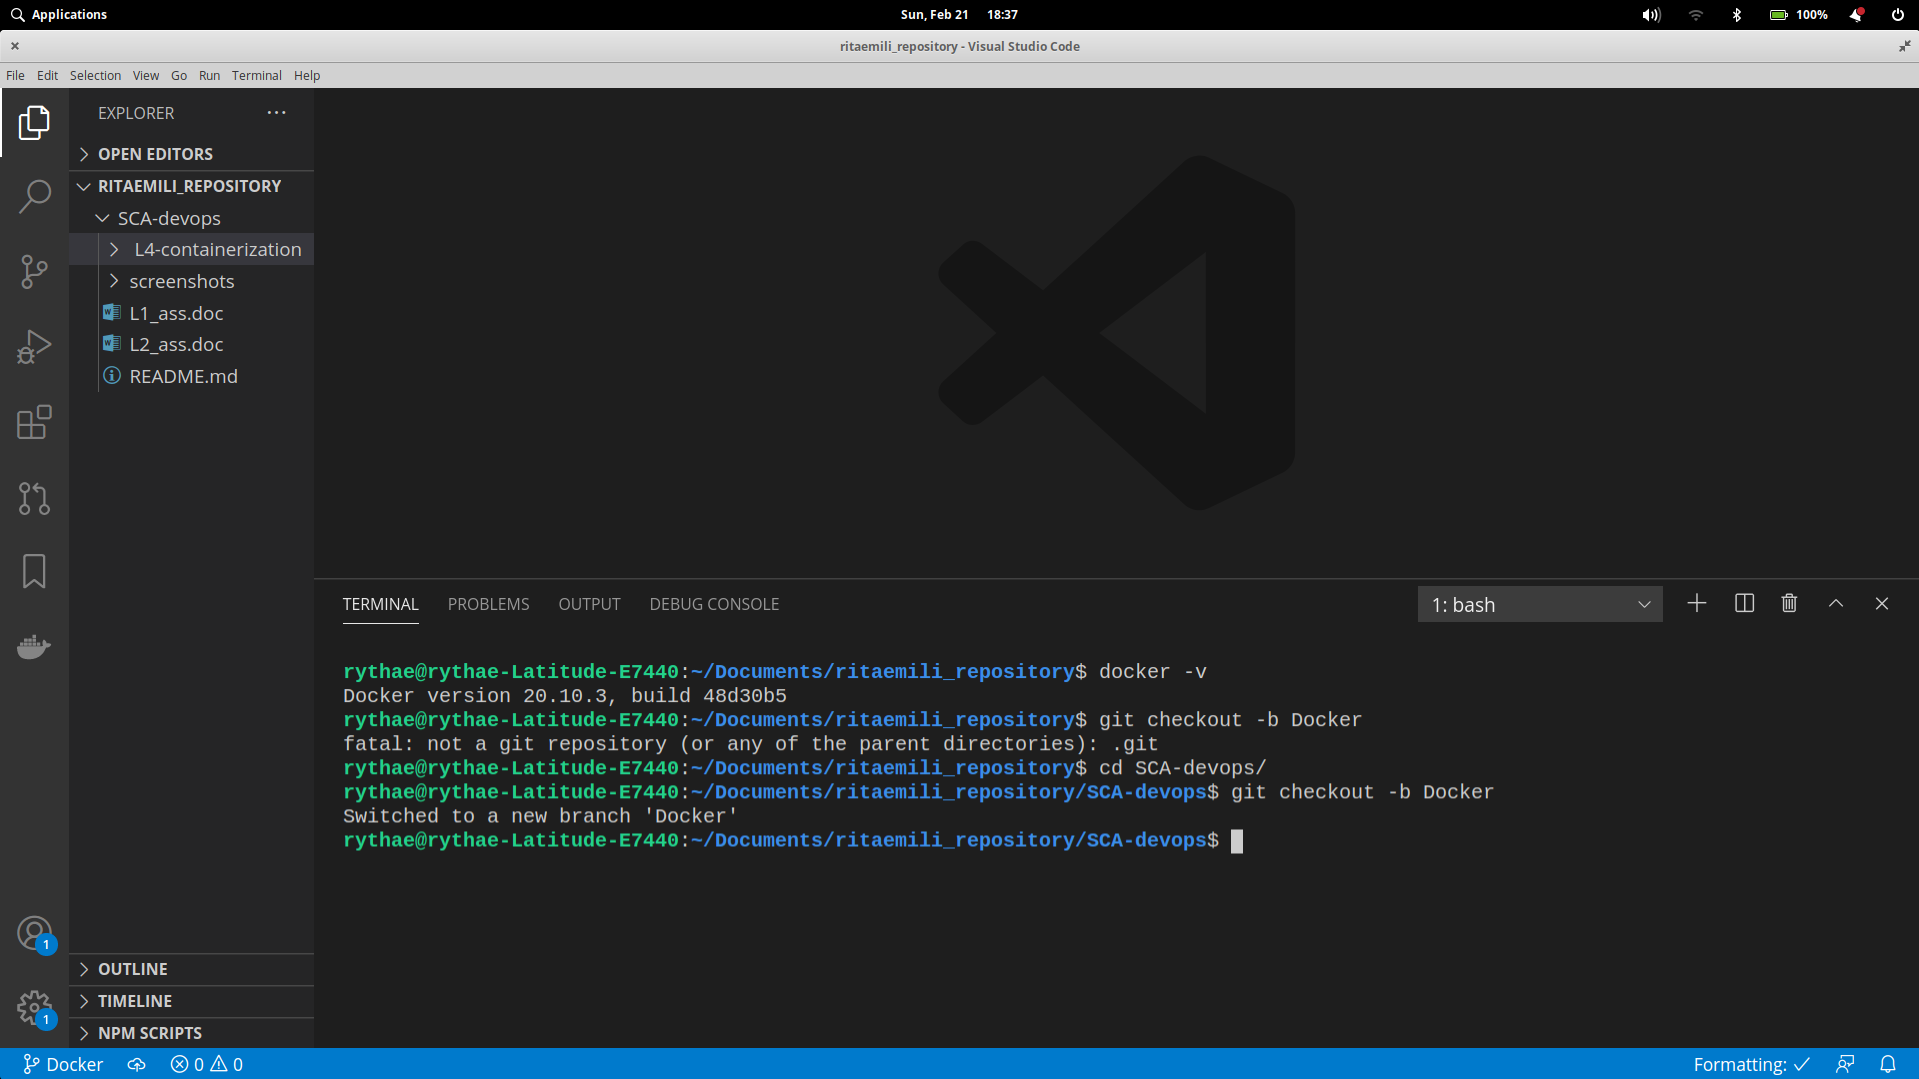 Applications
Sun, Feb 21 18:37
100%
ritaemili_repository - Visual Studio Code
File Edit Selection View Go Run Terminal Help
EXPLORER
OPEN EDITORS
RITAEMILI_REPOSITORY
SCA-devops
L4-containerization
screenshots
L1_ass.doc
L2_ass.doc
README.md
TERMINAL PROBLEMS OUTPUT DEBUG CONSOLE
1: bash
rythae@rythae-Latitude-E7440:~/Documents/ritaemili_repository$ docker -v
Docker version 20.10.3, build 48d30b5
rythae@rythae-Latitude-E7440:~/Documents/ritaemili_repository$ git checkout -b Docker
fatal: not a git repository (or any of the parent directories): .git
rythae@rythae-Latitude-E7440:~/Documents/ritaemili_repository$ cd SCA-devops/
rythae@rythae-Latitude-E7440:~/Documents/ritaemili_repository/SCA-devops$ git checkout -b Docker
Switched to a new branch 'Docker'
rythae@rythae-Latitude-E7440:~/Documents/ritaemili_repository/SCA-devops$
1
1
OUTLINE
TIMELINE
NPM SCRIPTS
Docker 0 0
Formatting: